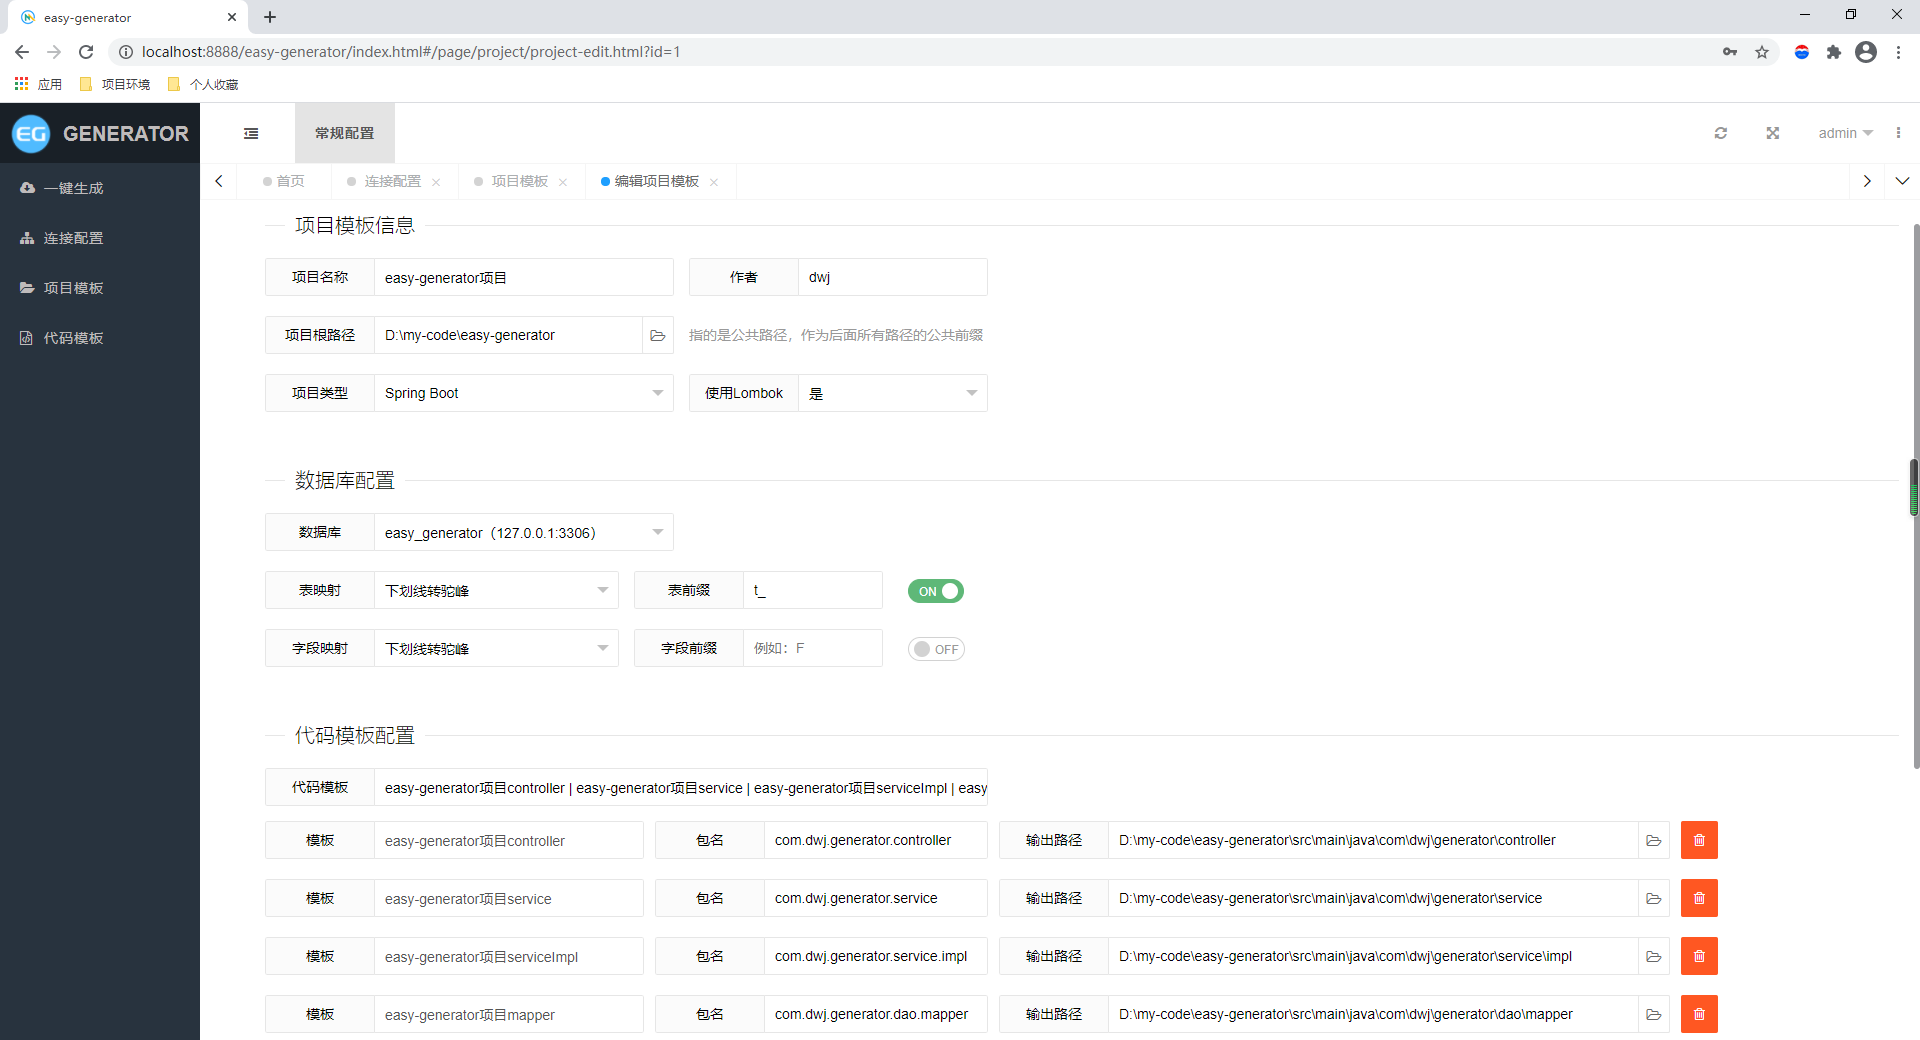 easy-generator
localhost:8888/easy-generator/index.html#/page/project/project-edit.html?id=1
应用 项目环境 个人收藏
EG GENERATOR 常规配置 admin
一键生成
连接配置
项目模板
代码模板
首页 连接配置 项目模板 编辑项目模板
项目模板信息
项目名称 easy-generator项目 作者 dwj
项目根路径 D:\my-code\easy-generator 指的是公共路径，作为后面所有路径的公共前缀
项目类型 Spring Boot 使用Lombok 是
数据库配置
数据库 easy_generator（127.0.0.1:3306）
表映射 下划线转驼峰 表前缀 t_ ON
字段映射 下划线转驼峰 字段前缀 例如：F OFF
代码模板配置
代码模板 easy-generator项目controller | easy-generator项目service | easy-generator项目serviceImpl | easy
模板 easy-generator项目controller 包名 com.dwj.generator.controller 输出路径 D:\my-code\easy-generator\src\main\java\com\dwj\generator\controller
模板 easy-generator项目service 包名 com.dwj.generator.service 输出路径 D:\my-code\easy-generator\src\main\java\com\dwj\generator\service
模板 easy-generator项目serviceImpl 包名 com.dwj.generator.service.impl 输出路径 D:\my-code\easy-generator\src\main\java\com\dwj\generator\service\impl
模板 easy-generator项目mapper 包名 com.dwj.generator.dao.mapper 输出路径 D:\my-code\easy-generator\src\main\java\com\dwj\generator\dao\mapper